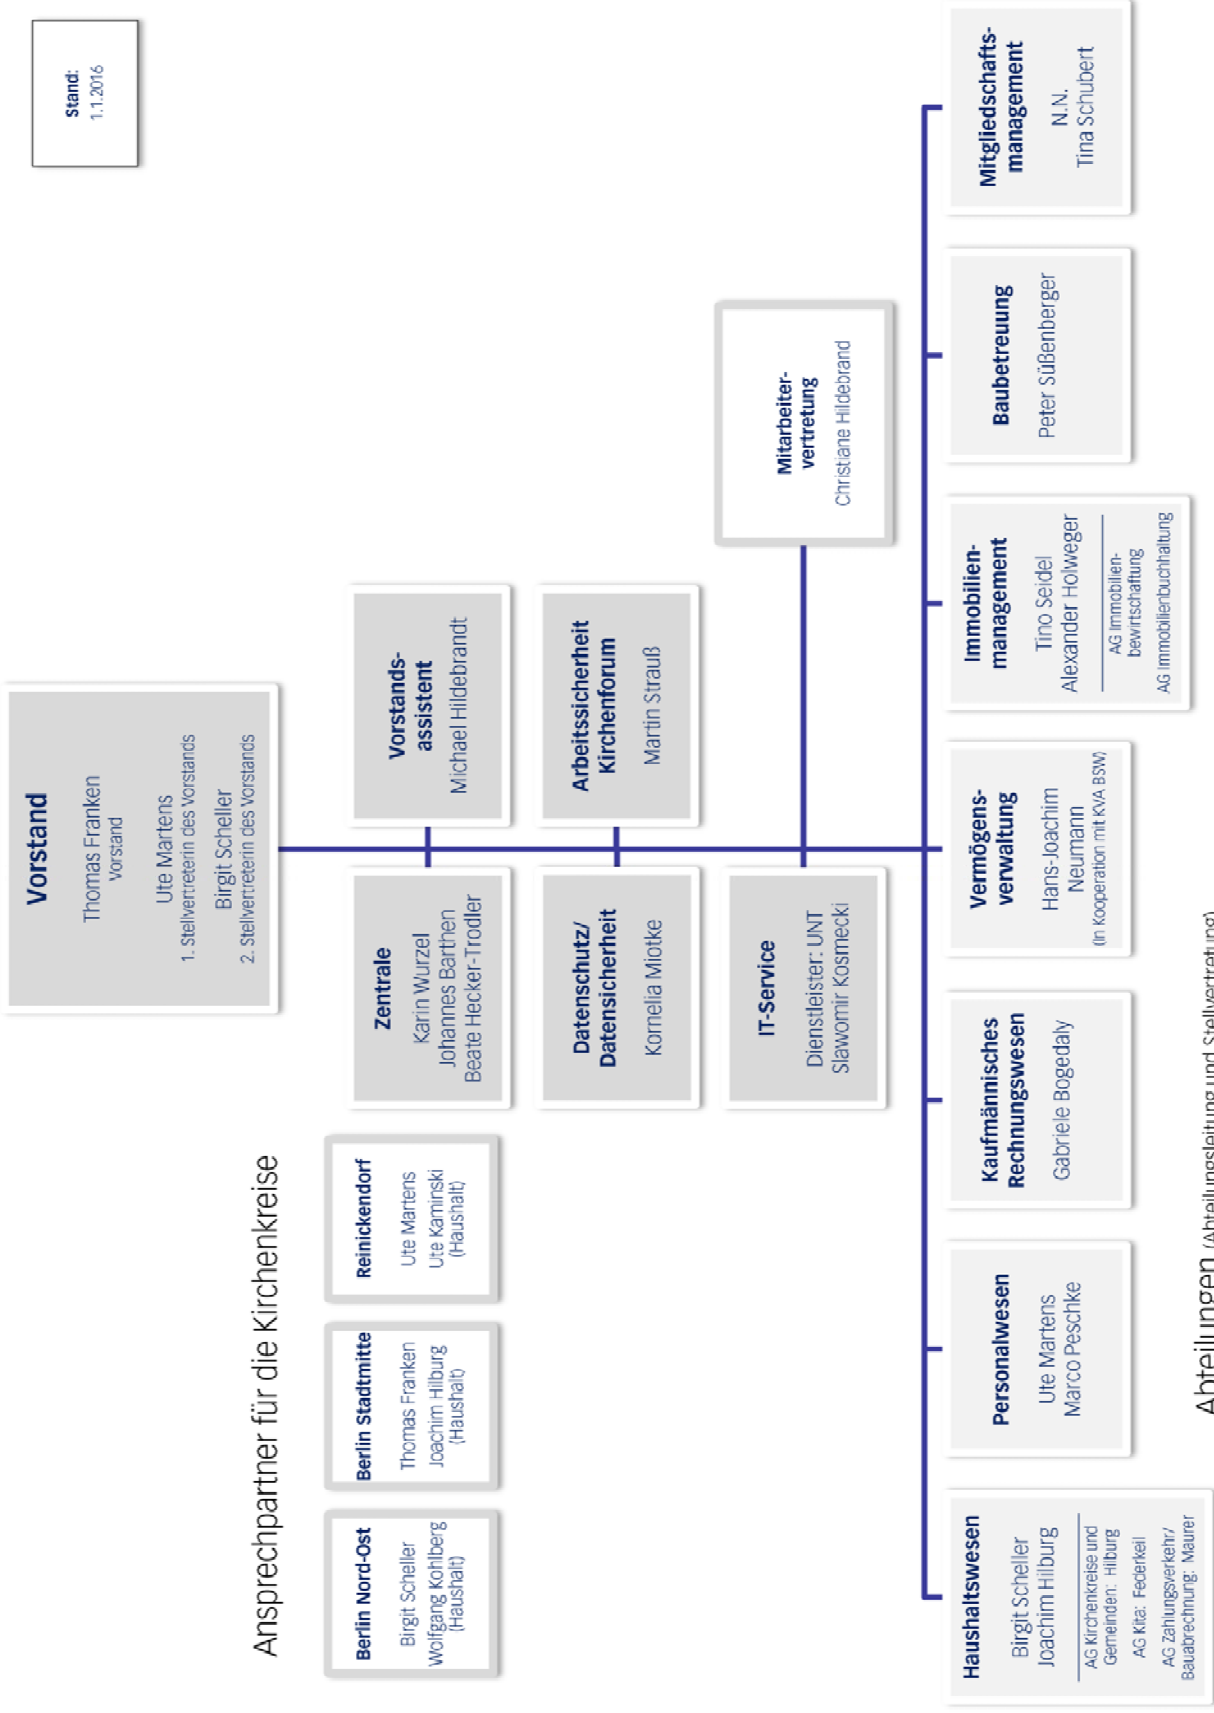 Vorstand
Thomas Franken
Vorstand
Ute Martens
1. Stellvertreterin des Vorstands
Birgit Scheller
2. Stellvertreterin des Vorstands
Stand:
1.1.2016
Ansprechpartner für die Kirchenkreise
Berlin Nord-Ost
Birgit Scheller
Wolfgang Kohlberg
(Haushalt)
Berlin Stadtmitte
Thomas Franken
Joachim Hilburg
(Haushalt)
Reinickendorf
Ute Martens
Ute Kaminski
(Haushalt)
Zentrale
Karin Wurzel
Johannes Barthen
Beate Hecker-Trodler
Vorstands-
assistent
Michael Hildebrandt
Datenschutz/
Datensicherheit
Kornelia Miotke
Arbeitssicherheit
Kirchenforum
Martin Strauß
IT-Service
Dienstleister: UNT
Slawomir Kosmecki
Mitarbeiter-
vertretung
Christiane Hildebrand
Haushaltswesen
Birgit Scheller
Joachim Hilburg
AG Kirchenkreise und
Gemeinden: Hilburg
AG Kita: Federkeil
AG Zahlungsverkehr/
Bauabrechnung: Maurer
Personalwesen
Ute Martens
Marco Peschke
Kaufmännisches
Rechnungswesen
Gabriele Bogedaly
Vermögens-
verwaltung
Hans-Joachim
Neumann
(In Kooperation mit KVA BSW)
Immobilien-
management
Tino Seidel
Alexander Holweger
AG Immobilien-
bewirtschaftung
AG Immobilienbuchhaltung
Baubetreuung
Peter Süßenberger
Mitgliedschafts-
management
N.N.
Tina Schubert
Abteilungen (Abteilungsleitung und Stellvertretung)